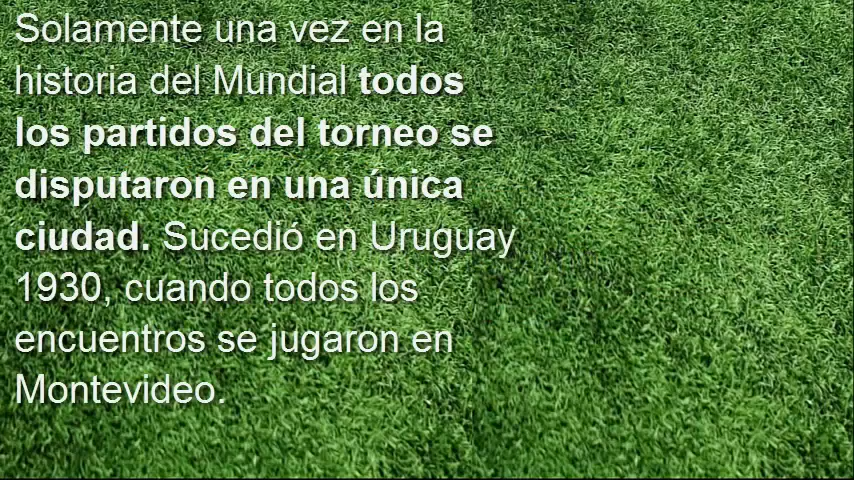 Solamente una vez en la
historia del Mundial todos
los partidos del torneo se
disputaron en una única
ciudad. Sucedió en Uruguay
1930, cuando todos los
encuentros se jugaron en
Montevideo.